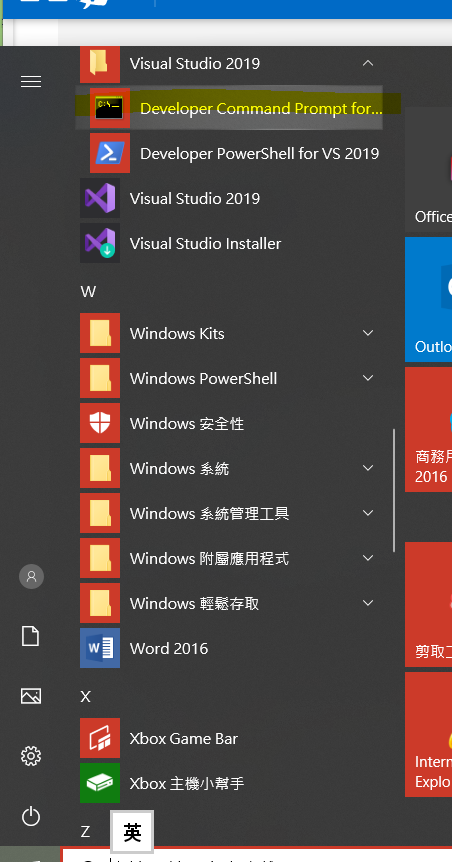 Visual Studio 2019
Developer Command Prompt for...
Developer PowerShell for VS 2019
Visual Studio 2019
Visual Studio Installer
Office
W
Outlo
Windows Kits
Windows PowerShell
Windows 安全性
商務用
2016
Windows 系統
Windows 系統管理工具
Windows 附屬應用程式
Windows 輕鬆存取
Word 2016
剪取工
X
Xbox Game Bar
Intern
Explo
Xbox 主機小幫手
Z
英